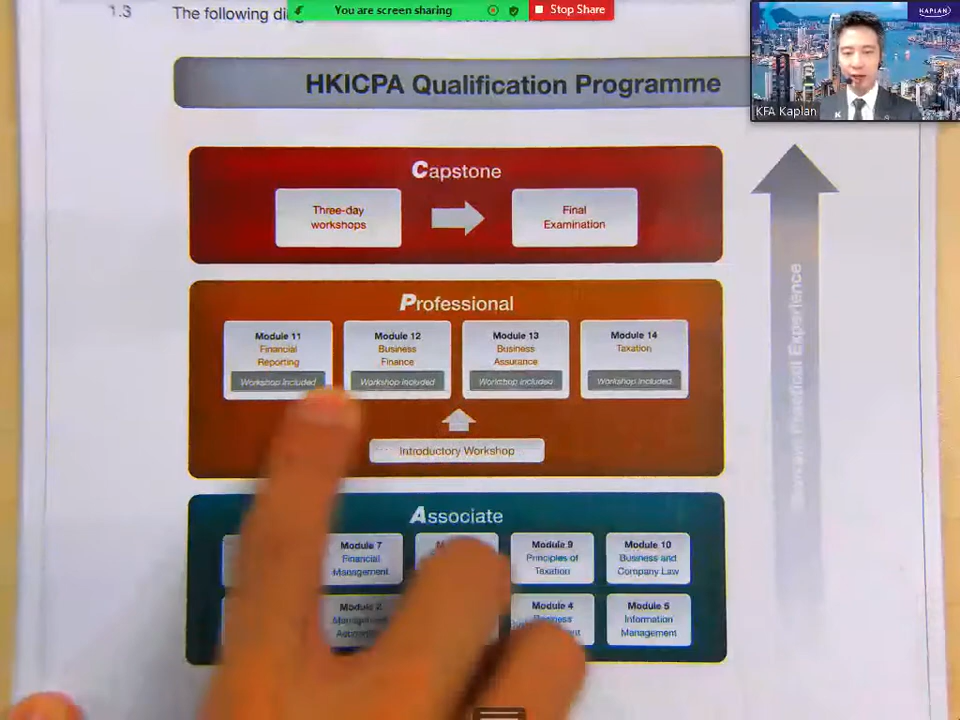 1.3 The following
You are screen sharing
Stop Share
KAPLAN
KFA Kaplan
HKICPA Qualification Programme
Capstone
Three-day
workshops
Final
Examination
Professional
Module 11
Financial
Reporting
Workshop included
Module 12
Business
Finance
Workshop included
Module 13
Business
Assurance
Workshop included
Module 14
Taxation
Workshop included
Introductory Workshop
Practical Experience
Associate
Module 7
Financial
Management
Module 9
Principles of
Taxation
Module 10
Business and
Company Law
Module 2
Module 4
Module 5
Information
Management